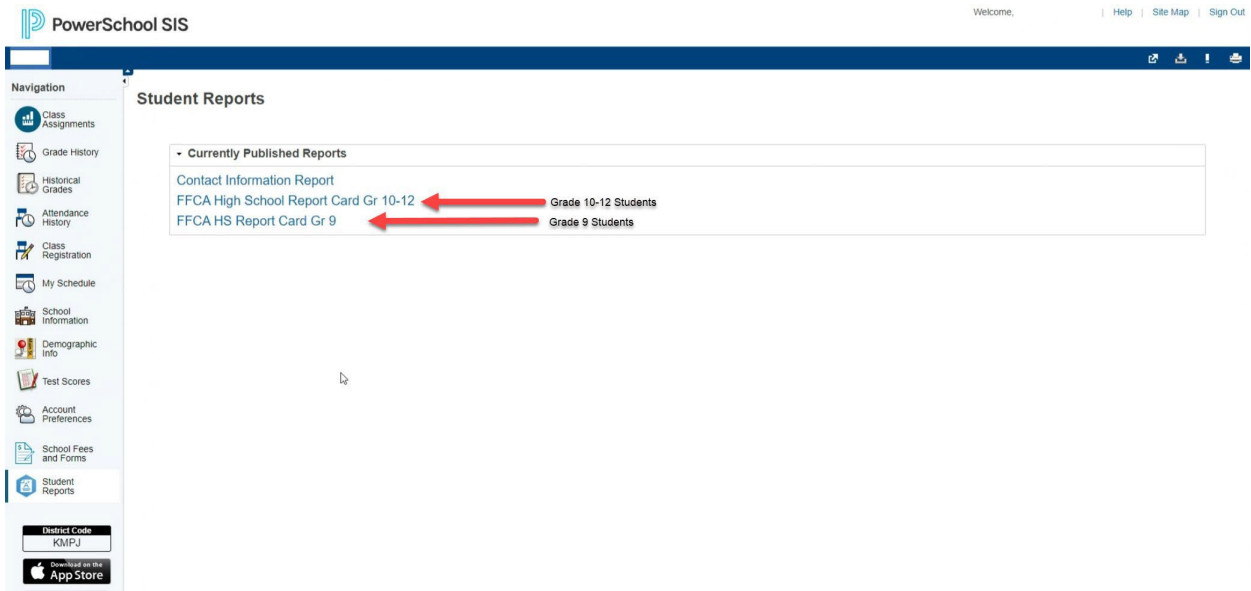 PowerSchool SIS
Welcome, | Help | Site Map | Sign Out
Navigation
Class
Assignments
Grade History
Historical
Grades
Attendance
History
Class
Registration
My Schedule
School
Information
Demographic
Info
Test Scores
Account
Preferences
School Fees
and Forms
Student
Reports
District Code
KMPJ
Download on the
App Store
Student Reports
Currently Published Reports
Contact Information Report
FFCA High School Report Card Gr 10-12 Grade 10-12 Students
FFCA HS Report Card Gr 9 Grade 9 Students